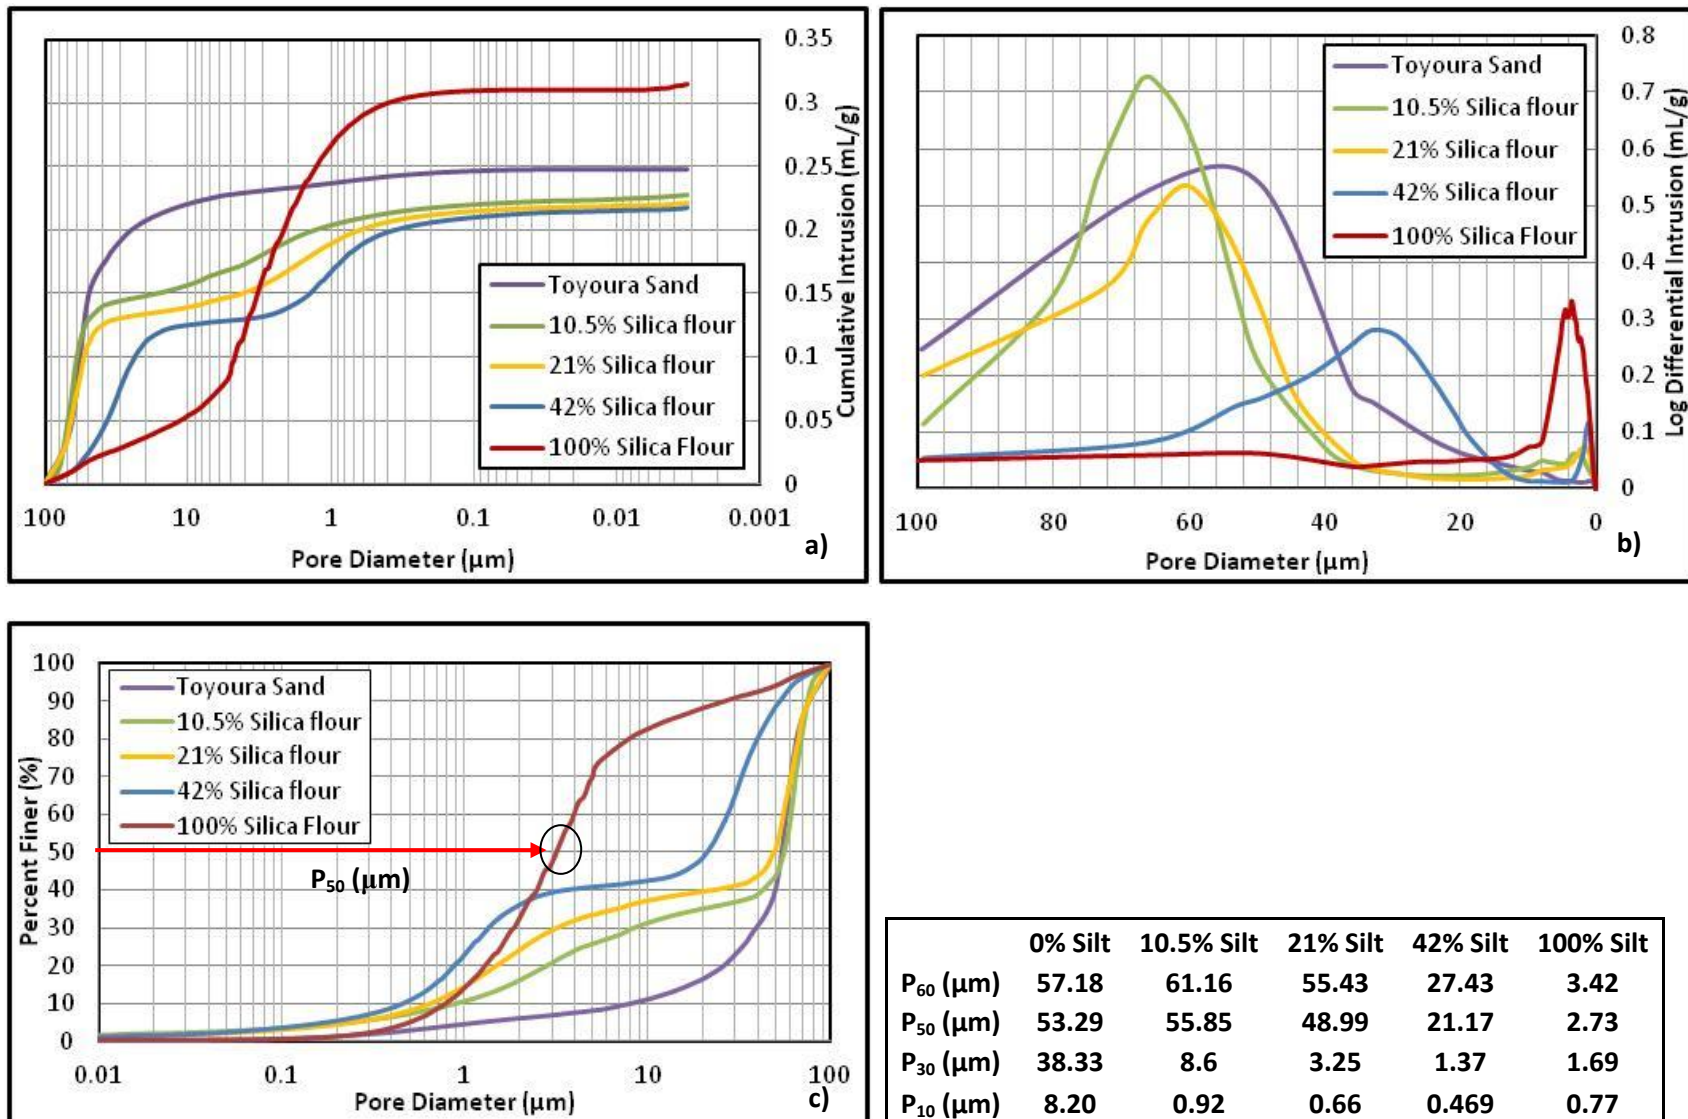 0.35
0.3
0.25
0.2
0.15
0.1
0.05
0
Cumulative Intrusion (mL/g)
Toyoura Sand
10.5% Silica flour
21% Silica flour
42% Silica flour
100% Silica Flour
100 10 1 0.1 0.01 0.001
Pore Diameter (µm)
a)
0.8
0.7
0.6
0.5
0.4
0.3
0.2
0.1
0
Log Differential Intrusion (mL/g)
Toyoura Sand
10.5% Silica flour
21% Silica flour
42% Silica flour
100% Silica Flour
100 80 60 40 20 0
Pore Diameter (µm)
b)
100
90
80
70
60
50
40
30
20
10
0
Percent Finer (%)
Toyoura Sand
10.5% Silica flour
21% Silica flour
42% Silica flour
100% Silica Flour
P50 (µm)
0.01 0.1 1 10 100
Pore Diameter (µm)
c)
0% Silt 10.5% Silt 21% Silt 42% Silt 100% Silt
P60 (µm) 57.18 61.16 55.43 27.43 3.42
P50 (µm) 53.29 55.85 48.99 21.17 2.73
P30 (µm) 38.33 8.6 3.25 1.37 1.69
P10 (µm) 8.20 0.92 0.66 0.469 0.77